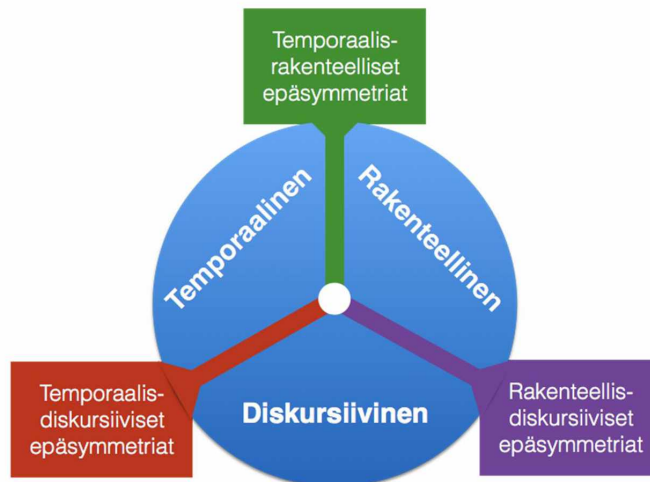 Temporaalis-
rakenteelliset
epäsymmetriat
Temporaalinen
Rakenteellinen
Temporaalis-
diskursiiviset
epäsymmetriat
Diskursiivinen
Rakenteellis-
diskursiiviset
epäsymmetriat